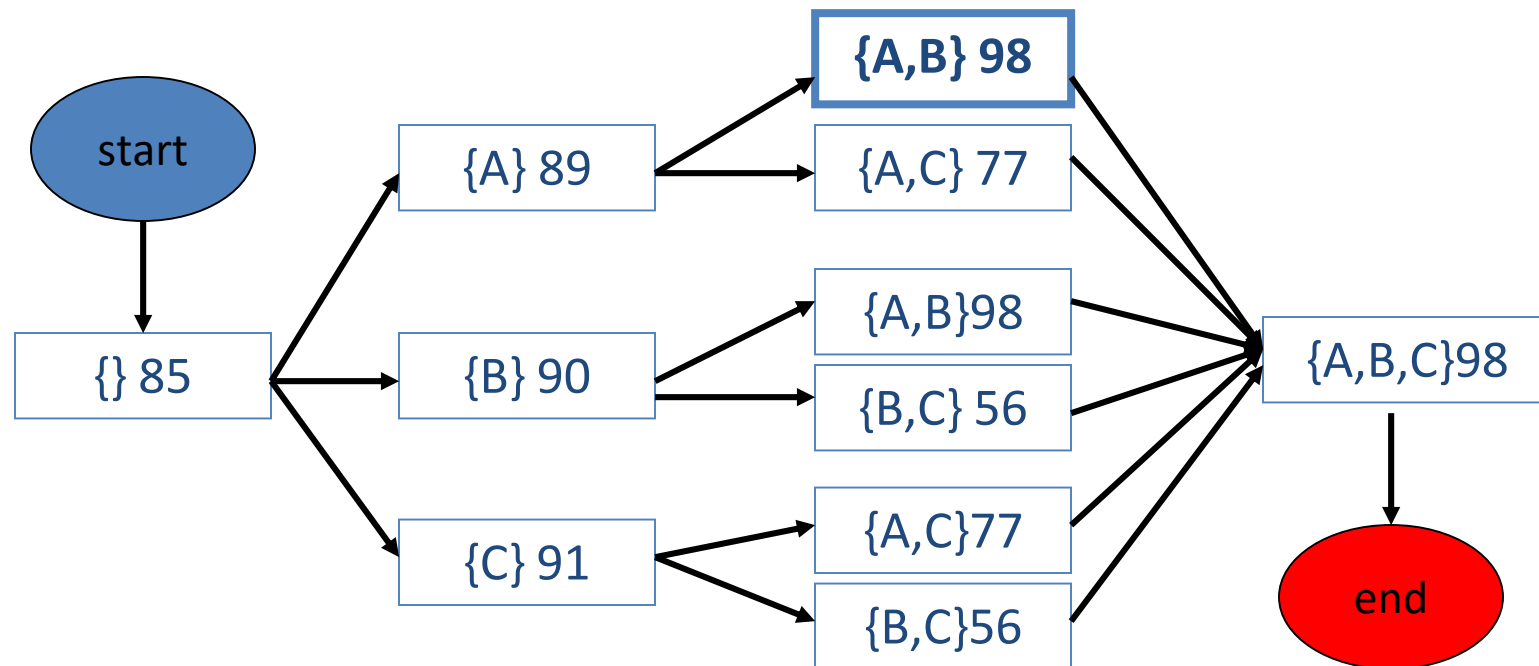 start
{} 85
{A} 89
{B} 90
{C} 91
{A,B} 98
{A,C} 77
{A,B}98
{B,C} 56
{A,C}77
{B,C}56
{A,B,C}98
end